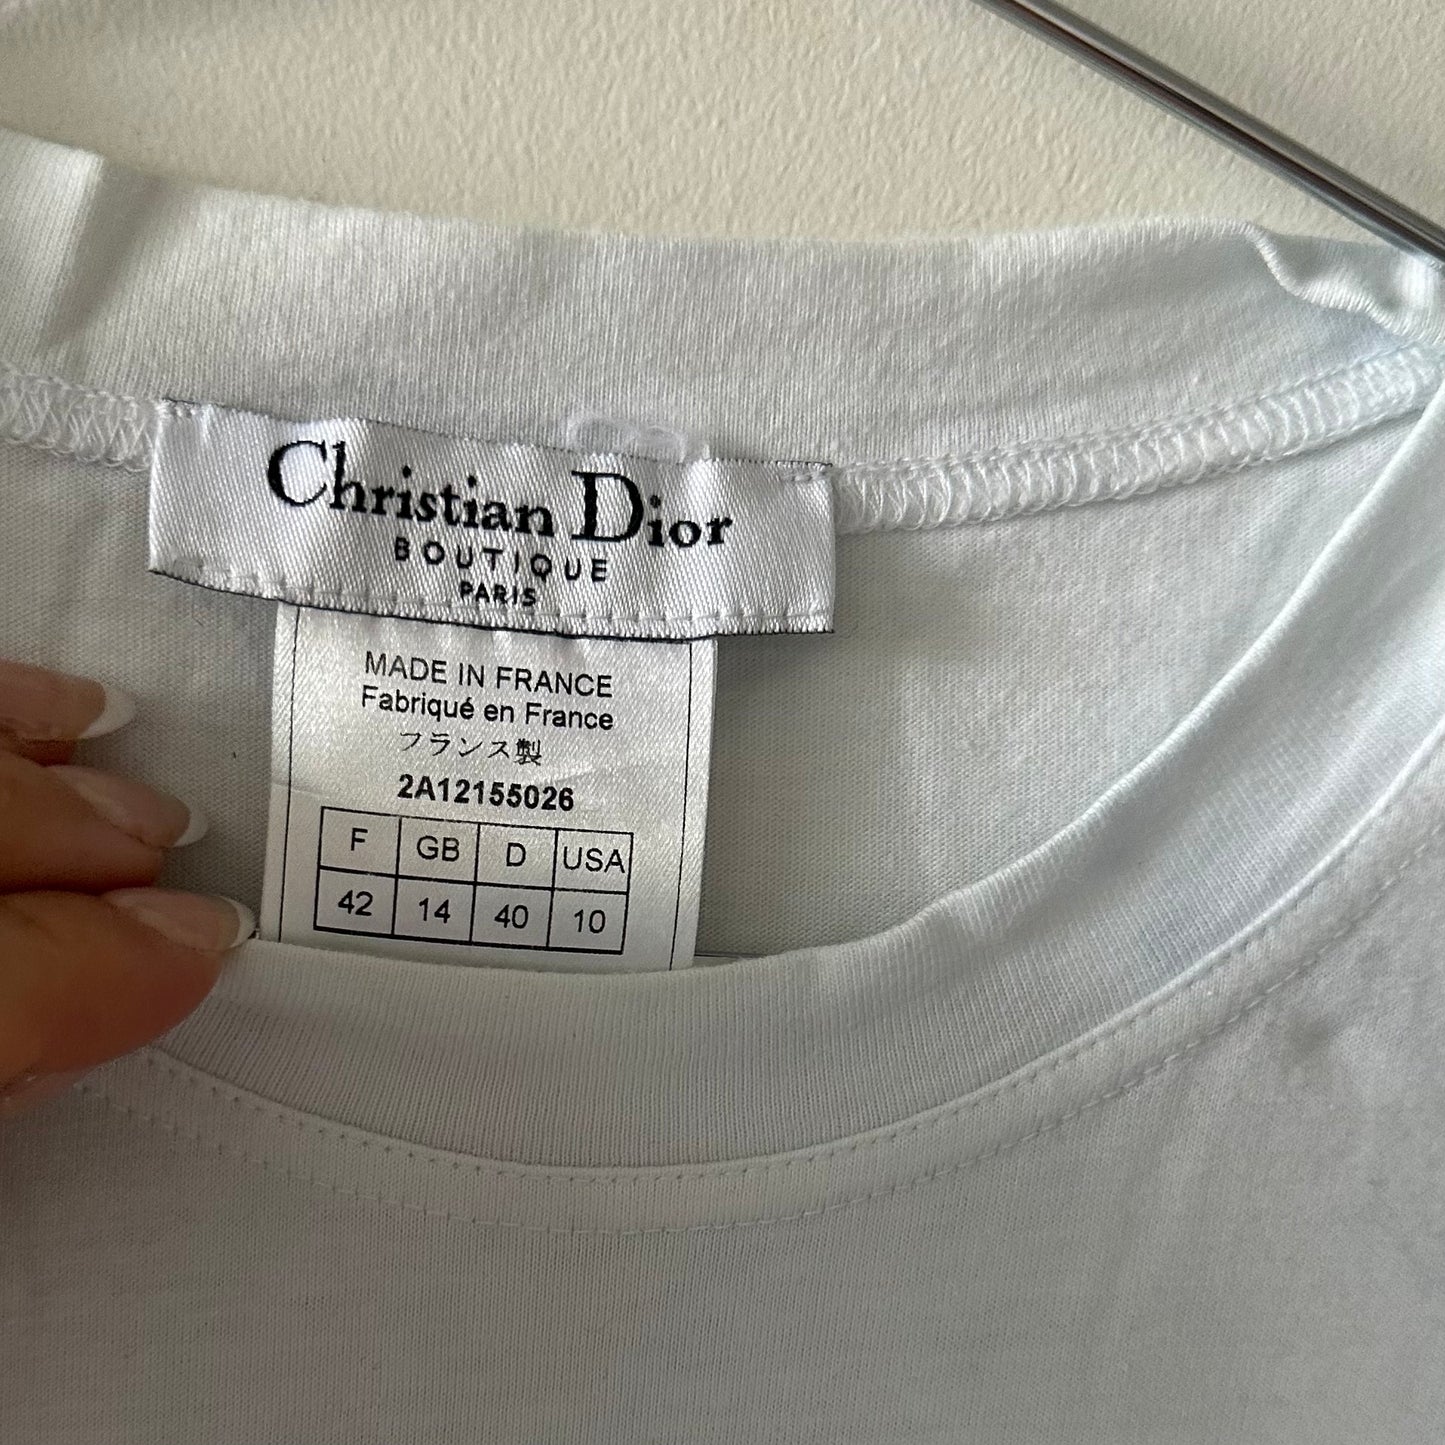 Christian Dior
BOUTIQUE
PARIS
MADE IN FRANCE
Fabriqué en France
フランス製
2A12155026
F GB D USA
42 14 40 10